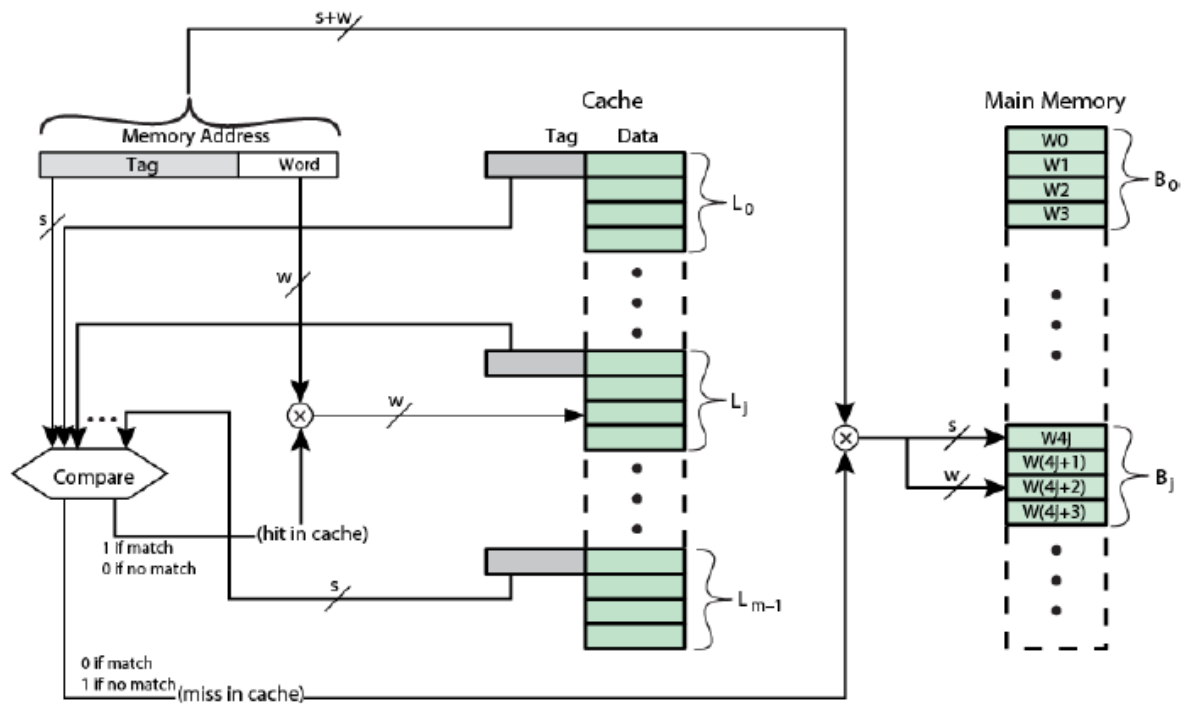 s+w
Cache
Main Memory
Memory Address
Tag
Data
Tag
Word
W0
W1
W2
W3
B0
L0
s
w
w
Lj
Compare
(hit in cache)
1 if match
0 if no match
s
s
w
W4j
W(4j+1)
W(4j+2)
W(4j+3)
Bj
Lm–1
0 if match
1 if no match
(miss in cache)